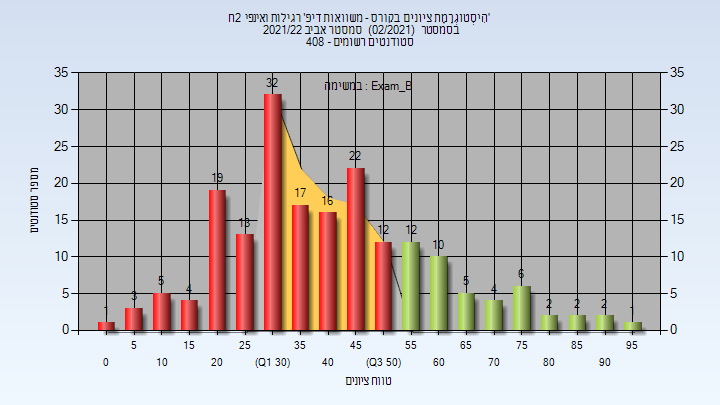 'הִיסְטוגְרָמַת ציונים בקורס - משוואות דיפ' רגילות ואינפי 2ח
בסמסטר (02/2021) סמסטר אביב 2021/22
סטודנטים רשומים - 408
במשימה : Exam_B
מספר סטודנטים
35 30 25 20 15 10 5 0
35 30 25 20 15 10 5 0
1 3 5 4 19 13 32 17 16 22 12 12 10 5 4 6 2 2 2 1
5 15 25 35 45 55 65 75 85 95
0 10 20 (Q1 30) 40 (Q3 50) 60 70 80 90
טווח ציונים